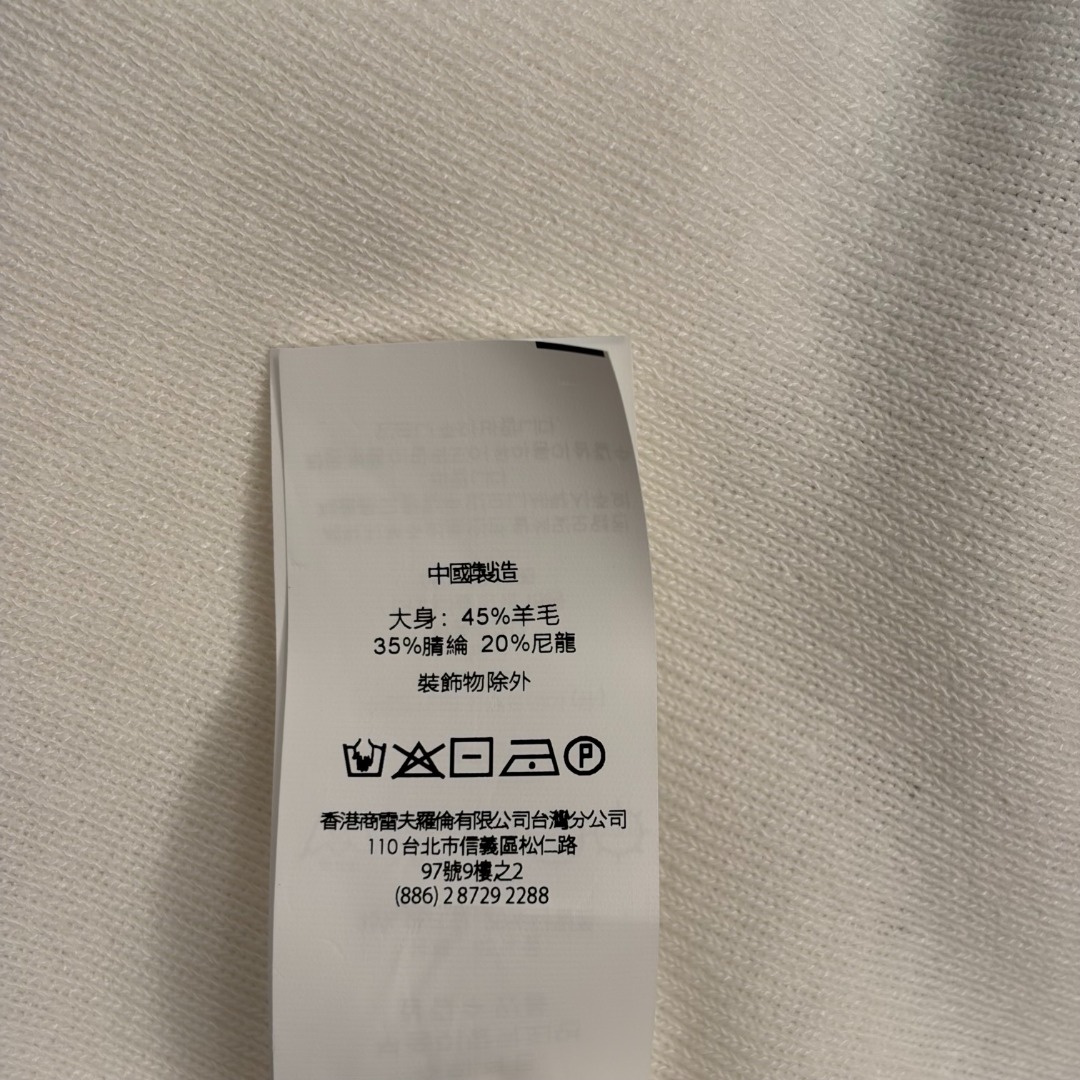 中國製造
大身：45%羊毛
35%腈綸 20%尼龍
裝飾物除外
P
香港商雷夫羅倫有限公司台灣分公司
110 台北市信義區松仁路
97號9樓之2
(886) 2 8729 2288